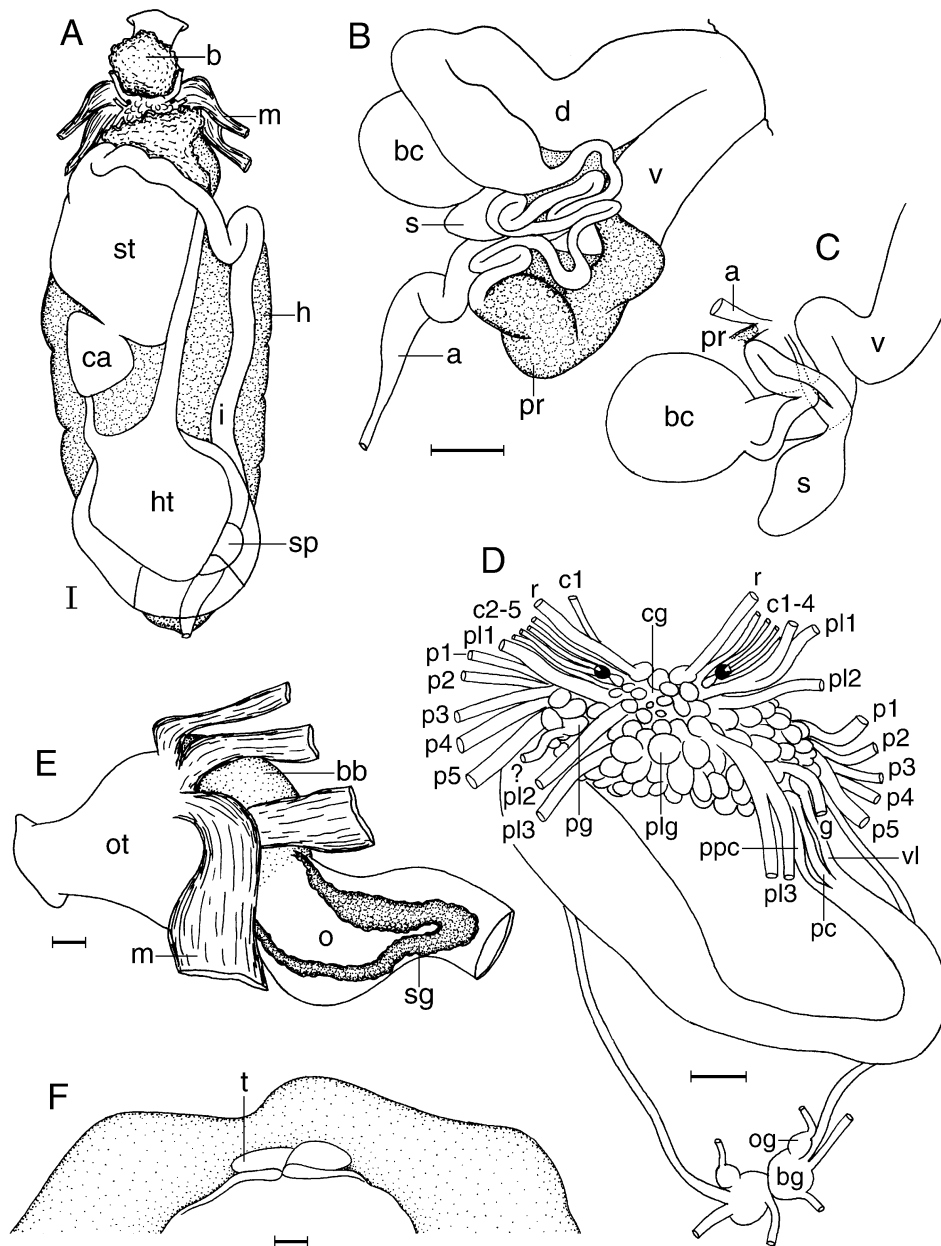 A
b
m
st
h
ca
i
ht
sp
B
d
bc
v
s
a
pr
C
a
pr
v
bc
s
D
r
c1
c2-5
cg
r
c1-4
pl1
pl1
p1
p2
pl2
p3
p1
p4
p2
p5
p3
?
pl2
p4
pl3
pg
plg
g
p5
ppc
vl
pl3
pc
og
bg
E
bb
ot
o
m
sg
F
t